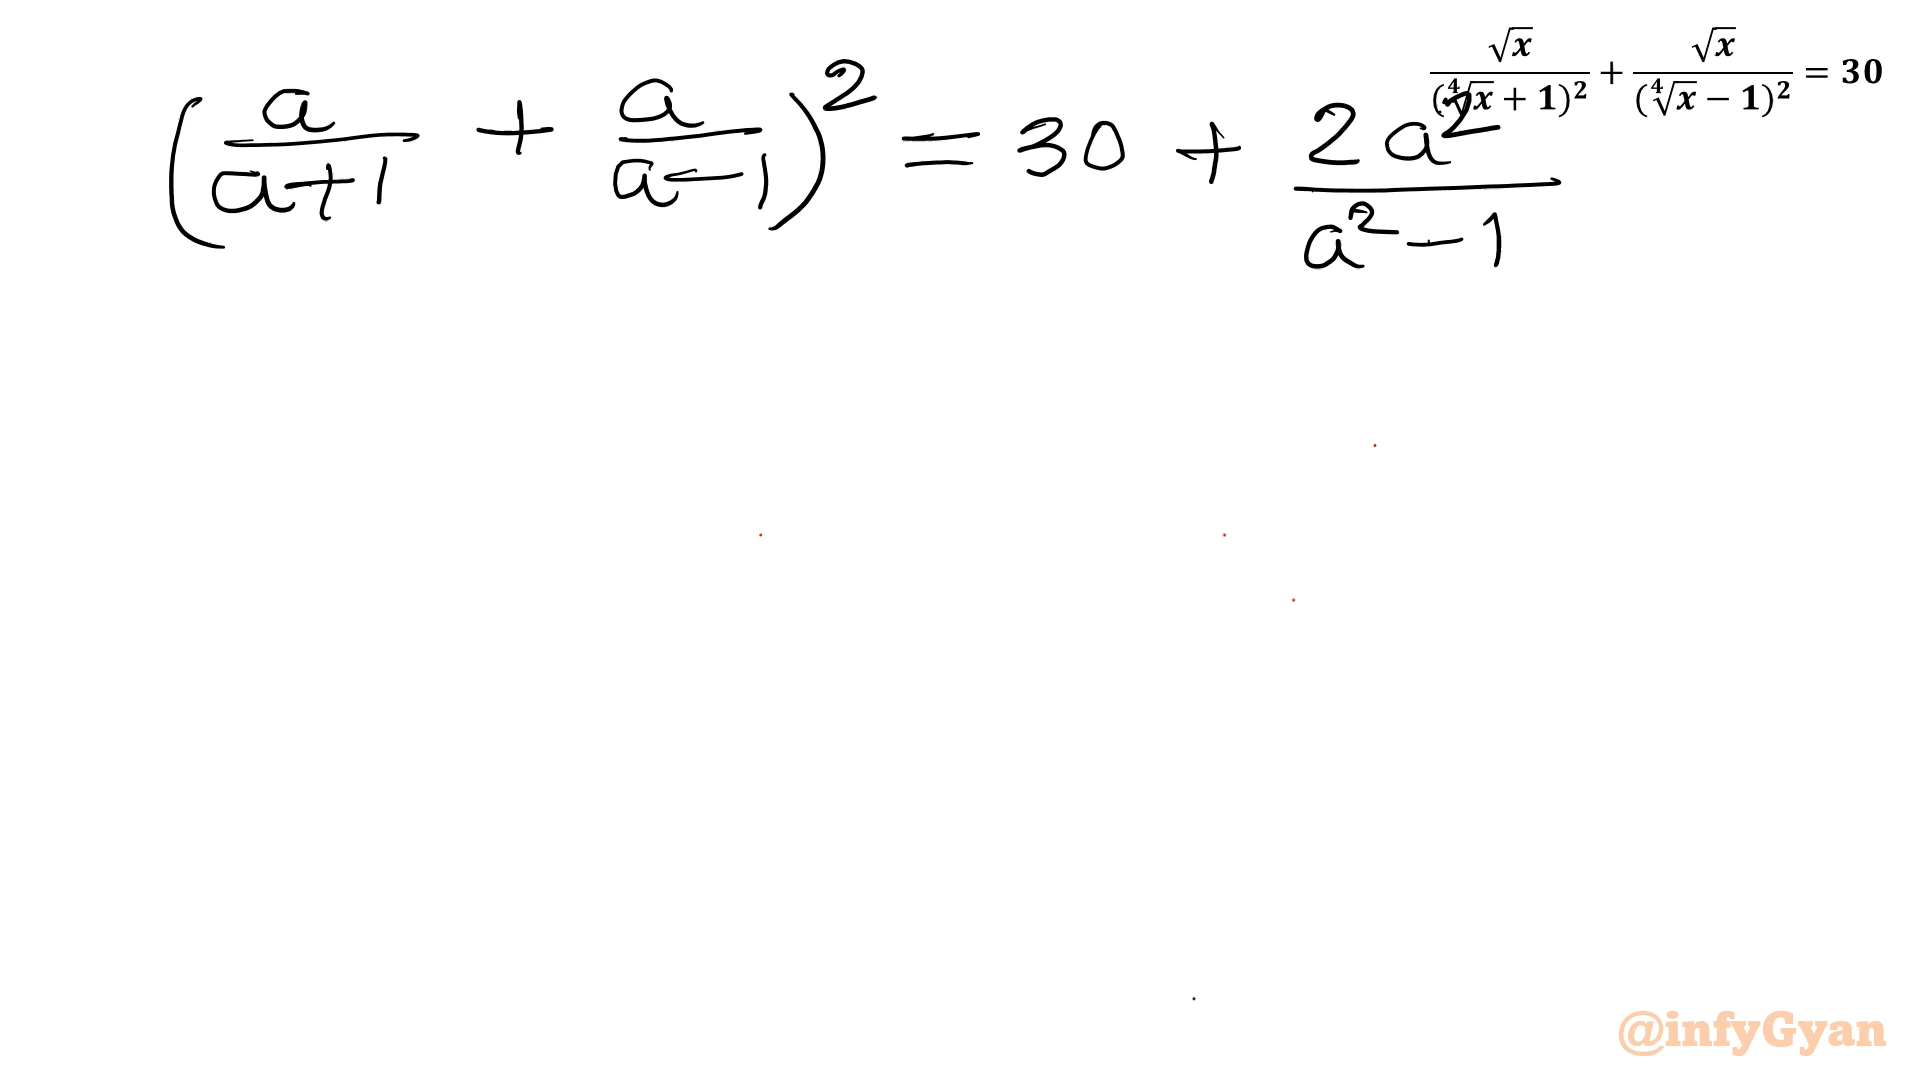 √x/(∜x + 1)² + √x/(∜x − 1)² = 30
(a/(a+1) + a/(a−1))² = 30 + 2a²/(a²−1)
@infyGyan